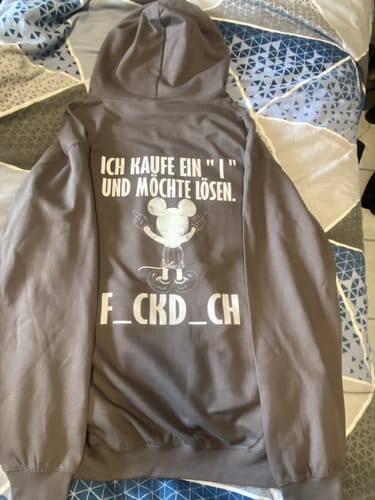 ICH KAUFE EIN " I "
UND MÖCHTE LÖSEN.
F_CKD_CH